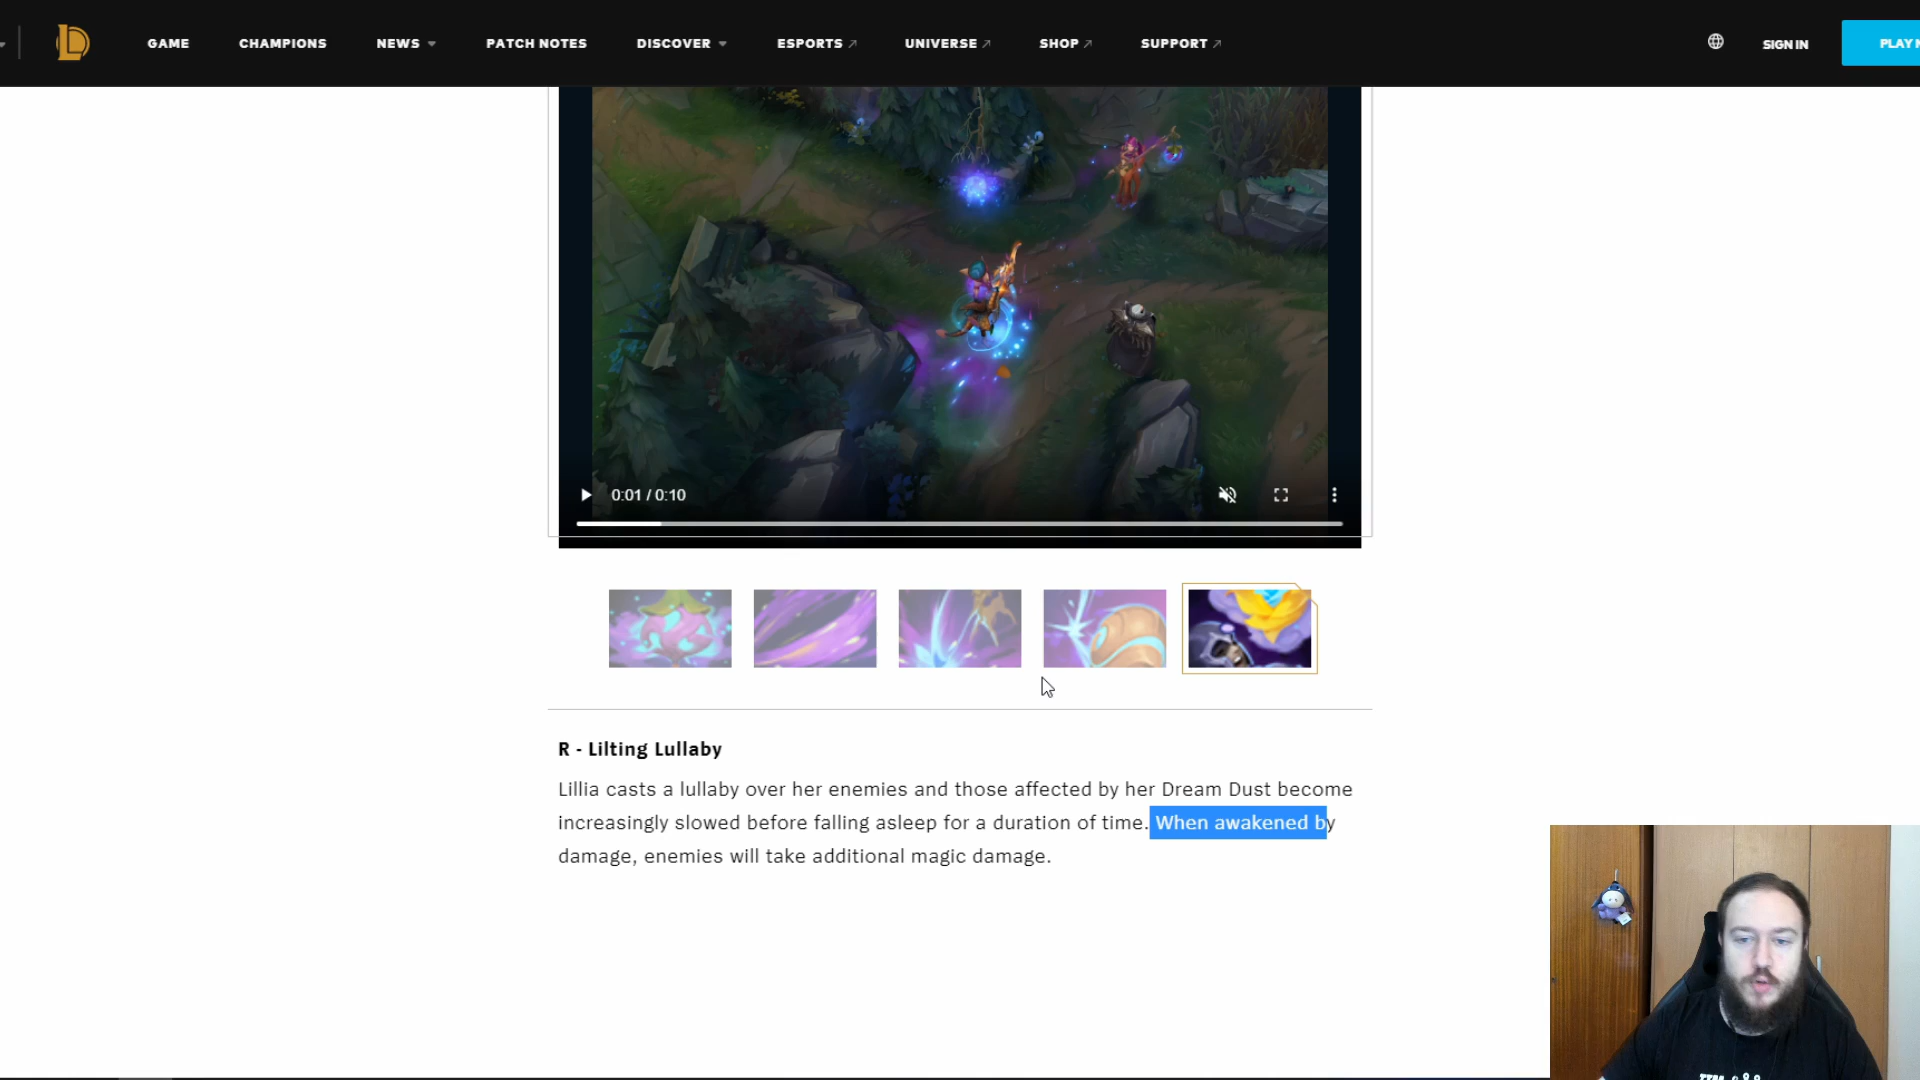 GAME CHAMPIONS NEWS PATCH NOTES DISCOVER ESPORTS UNIVERSE SHOP SUPPORT SIGN IN PLAY
0:01 / 0:10
R - Lilting Lullaby
Lillia casts a lullaby over her enemies and those affected by her Dream Dust become
increasingly slowed before falling asleep for a duration of time. When awakened by
damage, enemies will take additional magic damage.